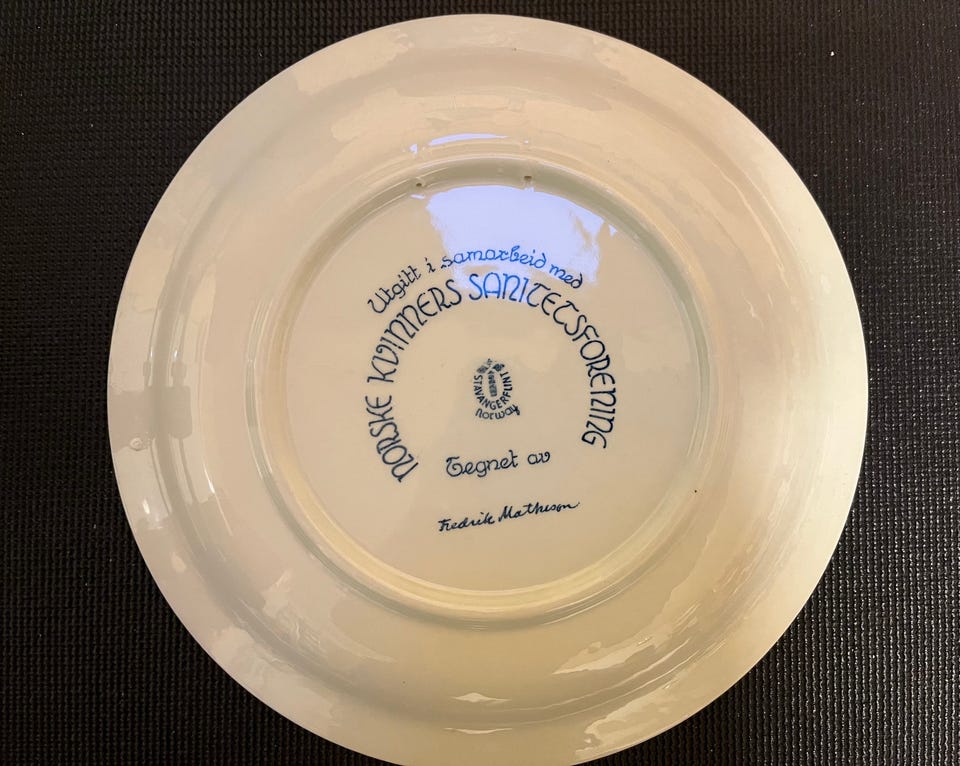 Utgitt i samarbeid med
NORSKE KVINNERS SANITETSFORENING
STAVANGERFLINT
norway
Tegnet av
Fredrik Matheson